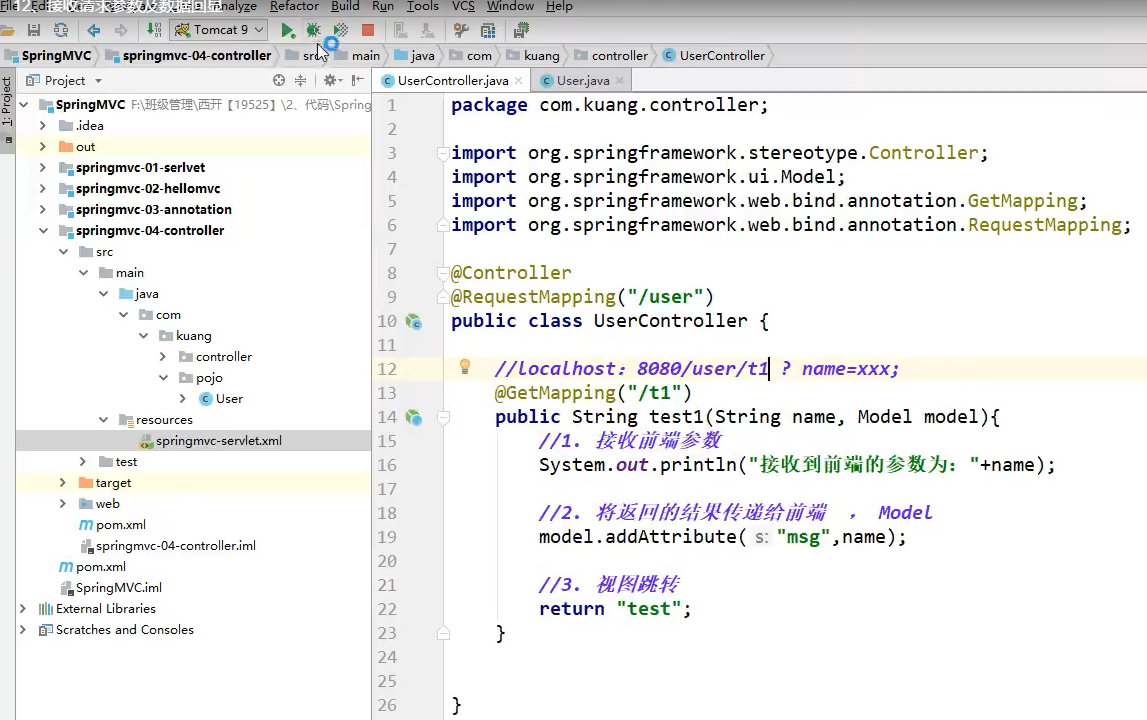 12、接收请求参数及数据回显
Analyze Refactor Build Run Tools VCS Window Help
Tomcat 9
SpringMVC springmvc-04-controller src main java com kuang controller UserController
1: Project
Project
UserController.java User.java
SpringMVC F:\班级管理\西开【19525】\2、代码\Spring
.idea
out
springmvc-01-serlvet
springmvc-02-hellomvc
springmvc-03-annotation
springmvc-04-controller
src
main
java
com
kuang
controller
pojo
User
resources
springmvc-servlet.xml
test
target
web
pom.xml
springmvc-04-controller.iml
pom.xml
SpringMVC.iml
External Libraries
Scratches and Consoles
1 package com.kuang.controller;
2
3 import org.springframework.stereotype.Controller;
4 import org.springframework.ui.Model;
5 import org.springframework.web.bind.annotation.GetMapping;
6 import org.springframework.web.bind.annotation.RequestMapping;
7
8 @Controller
9 @RequestMapping("/user")
10 public class UserController {
11
12 //localhost：8080/user/t1 ? name=xxx;
13 @GetMapping("/t1")
14 public String test1(String name, Model model){
15 //1. 接收前端参数
16 System.out.println("接收到前端的参数为："+name);
17
18 //2. 将返回的结果传递给前端 ， Model
19 model.addAttribute( s: "msg",name);
20
21 //3. 视图跳转
22 return "test";
23 }
24
25
26 }